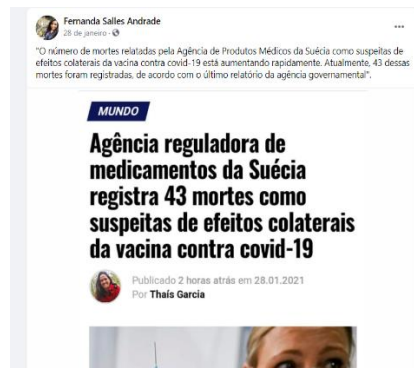 Fernanda Salles Andrade
28 de janeiro ·
"O número de mortes relatadas pela Agência de Produtos Médicos da Suécia como suspeitas de
efeitos colaterais da vacina contra covid-19 está aumentando rapidamente. Atualmente, 43 dessas
mortes foram registradas, de acordo com o último relatório da agência governamental".
MUNDO
Agência reguladora de
medicamentos da Suécia
registra 43 mortes como
suspeitas de efeitos colaterais
da vacina contra covid-19
Publicado 2 horas atrás em 28.01.2021
Por Thaís Garcia